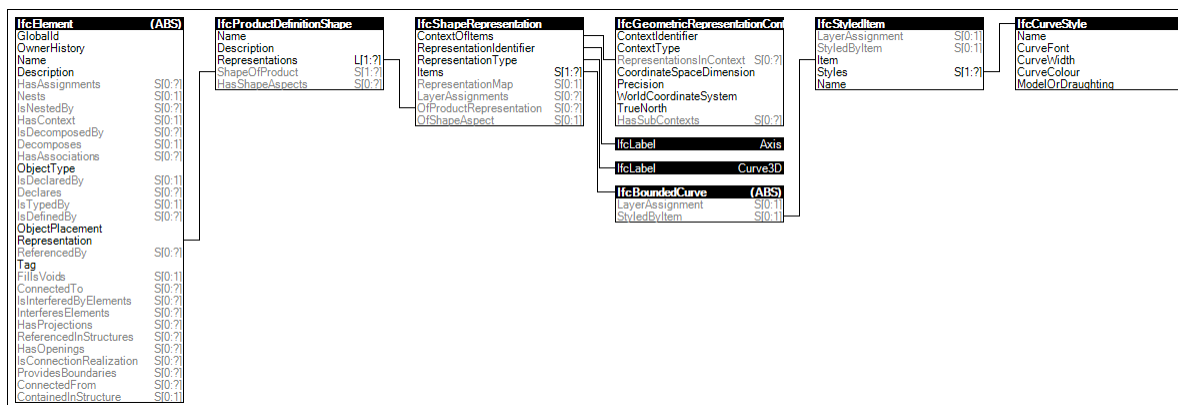 IfcElement (ABS)
GlobalId
OwnerHistory
Name
Description
HasAssignments S[0:?]
Nests S[0:1]
IsNestedBy S[0:?]
HasContext S[0:1]
IsDecomposedBy S[0:?]
Decomposes S[0:1]
HasAssociations S[0:?]
ObjectType
IsDeclaredBy S[0:1]
Declares S[0:?]
IsTypedBy S[0:1]
IsDefinedBy S[0:?]
ObjectPlacement
Representation
ReferencedBy S[0:?]
Tag
FillsVoids S[0:1]
ConnectedTo S[0:?]
IsInterferedByElements S[0:?]
InterferesElements S[0:?]
HasProjections S[0:?]
ReferencedInStructures S[0:?]
HasOpenings S[0:?]
IsConnectionRealization S[0:?]
ProvidesBoundaries S[0:?]
ConnectedFrom S[0:?]
ContainedInStructure S[0:1]
IfcProductDefinitionShape
Name
Description
Representations L[1:?]
ShapeOfProduct S[1:?]
HasShapeAspects S[0:?]
IfcShapeRepresentation
ContextOfItems
RepresentationIdentifier
RepresentationType
Items S[1:?]
RepresentationMap S[0:1]
LayerAssignments S[0:?]
OfProductRepresentation S[0:1]
OfShapeAspect S[0:1]
IfcGeometricRepresentationCont
ContextIdentifier
ContextType
RepresentationsInContext S[0:?]
CoordinateSpaceDimension
Precision
WorldCoordinateSystem
TrueNorth
HasSubContexts S[0:?]
IfcLabel Axis
IfcLabel Curve3D
IfcBoundedCurve (ABS)
LayerAssignment S[0:1]
StyledByItem S[0:1]
IfcStyledItem
LayerAssignment S[0:1]
StyledByItem S[0:1]
Item
Styles S[1:?]
Name
IfcCurveStyle
Name
CurveFont
CurveWidth
CurveColour
ModelOrDraughting